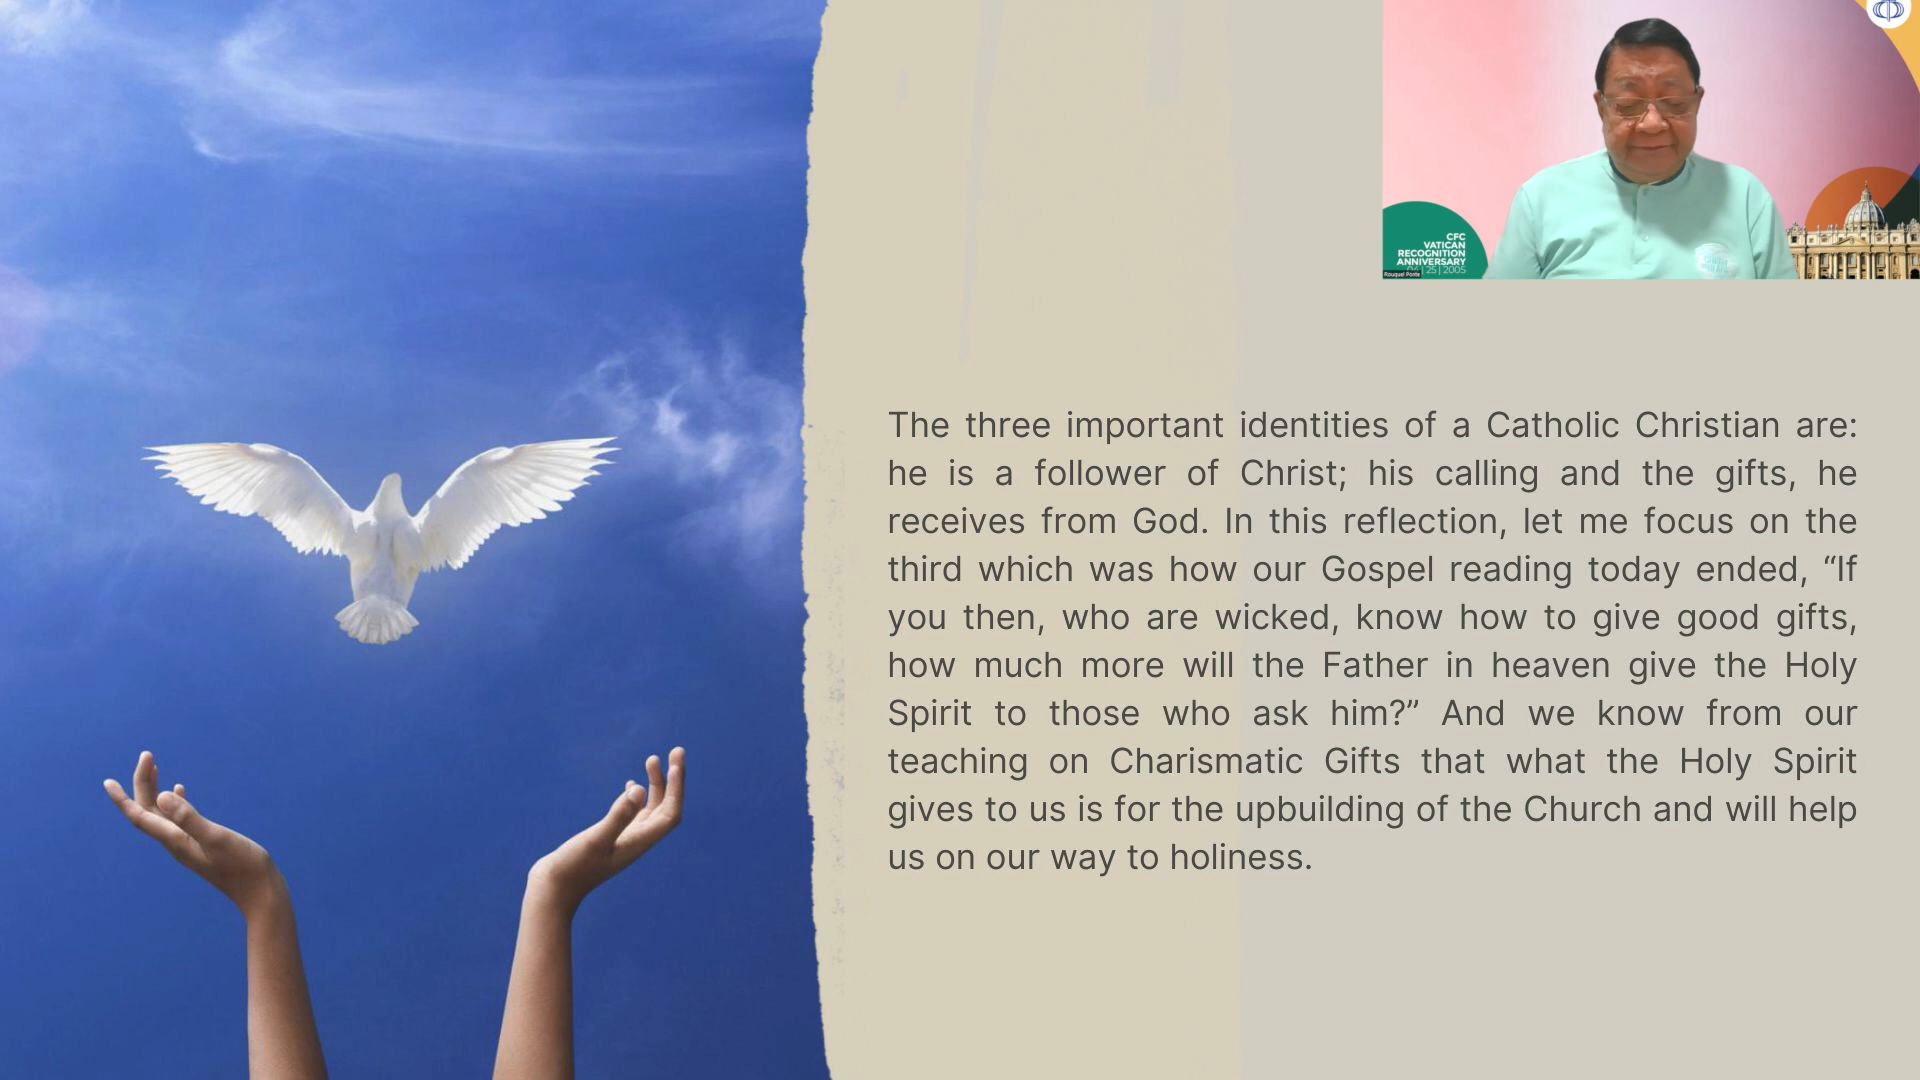 CFC
VATICAN
RECOGNITION
ANNIVERSARY
04 | 25 | 2005
Rouquel Ponte
The three important identities of a Catholic Christian are:
he is a follower of Christ; his calling and the gifts, he
receives from God. In this reflection, let me focus on the
third which was how our Gospel reading today ended, “If
you then, who are wicked, know how to give good gifts,
how much more will the Father in heaven give the Holy
Spirit to those who ask him?” And we know from our
teaching on Charismatic Gifts that what the Holy Spirit
gives to us is for the upbuilding of the Church and will help
us on our way to holiness.